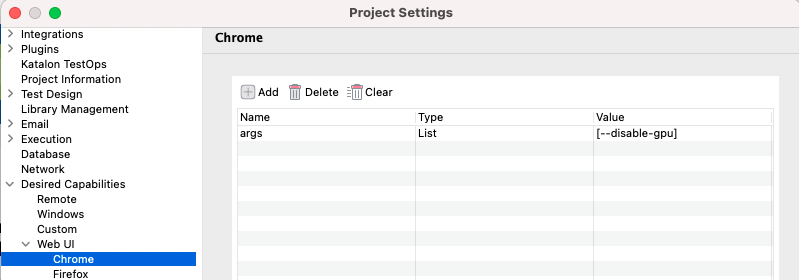 Project Settings
Integrations
Plugins
Katalon TestOps
Project Information
Test Design
Library Management
Email
Execution
Database
Network
Desired Capabilities
Remote
Windows
Custom
Web UI
Chrome
Firefox
Chrome
Add Delete Clear
Name Type Value
args List [--disable-gpu]